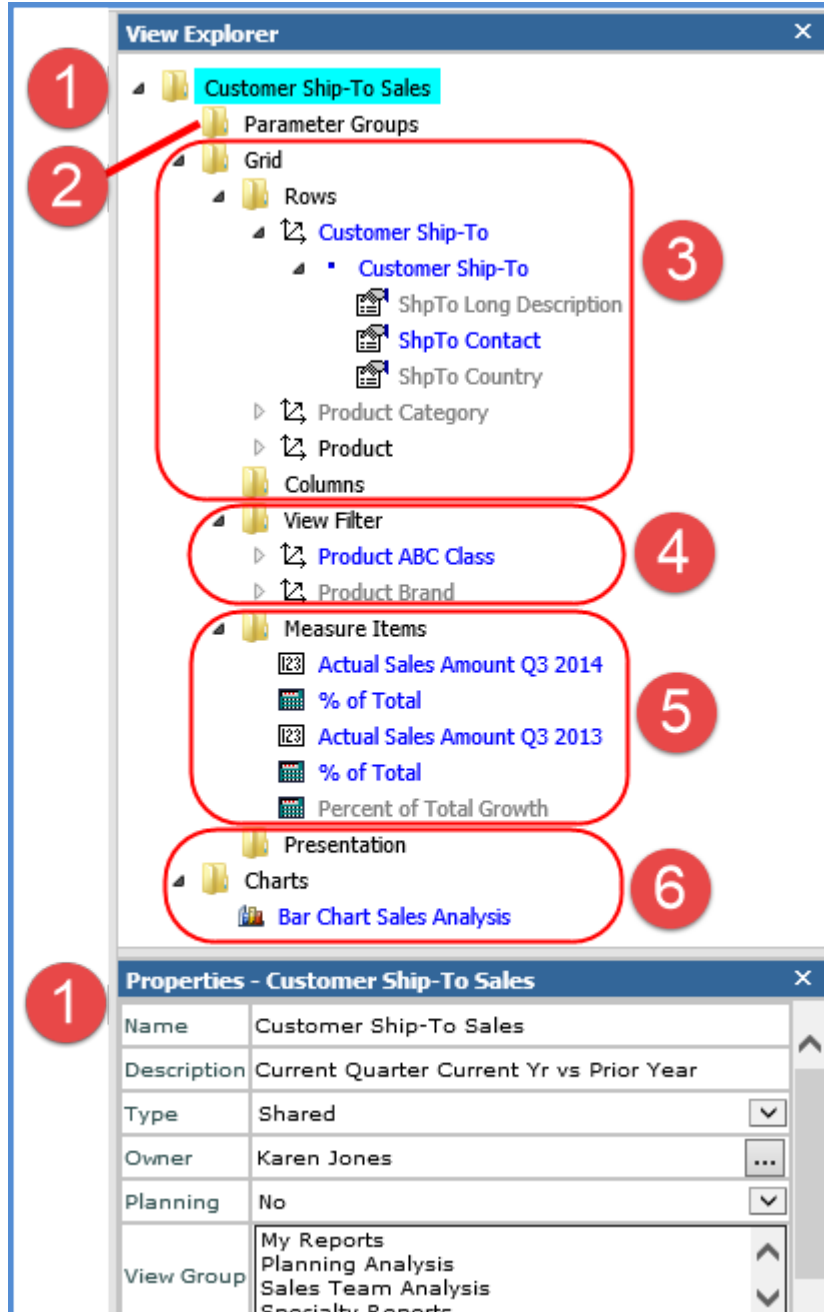 View Explorer
1
Customer Ship-To Sales
Parameter Groups
2
Grid
Rows
Customer Ship-To
3
Customer Ship-To
ShpTo Long Description
ShpTo Contact
ShpTo Country
Product Category
Product
Columns
View Filter
4
Product ABC Class
Product Brand
Measure Items
123 Actual Sales Amount Q3 2014
5
% of Total
123 Actual Sales Amount Q3 2013
% of Total
Percent of Total Growth
Presentation
Charts
6
Bar Chart Sales Analysis
1
Properties - Customer Ship-To Sales
Name Customer Ship-To Sales
Description Current Quarter Current Yr vs Prior Year
Type Shared
Owner Karen Jones ...
Planning No
My Reports
Planning Analysis
View Group
Sales Team Analysis
Specialty Reports